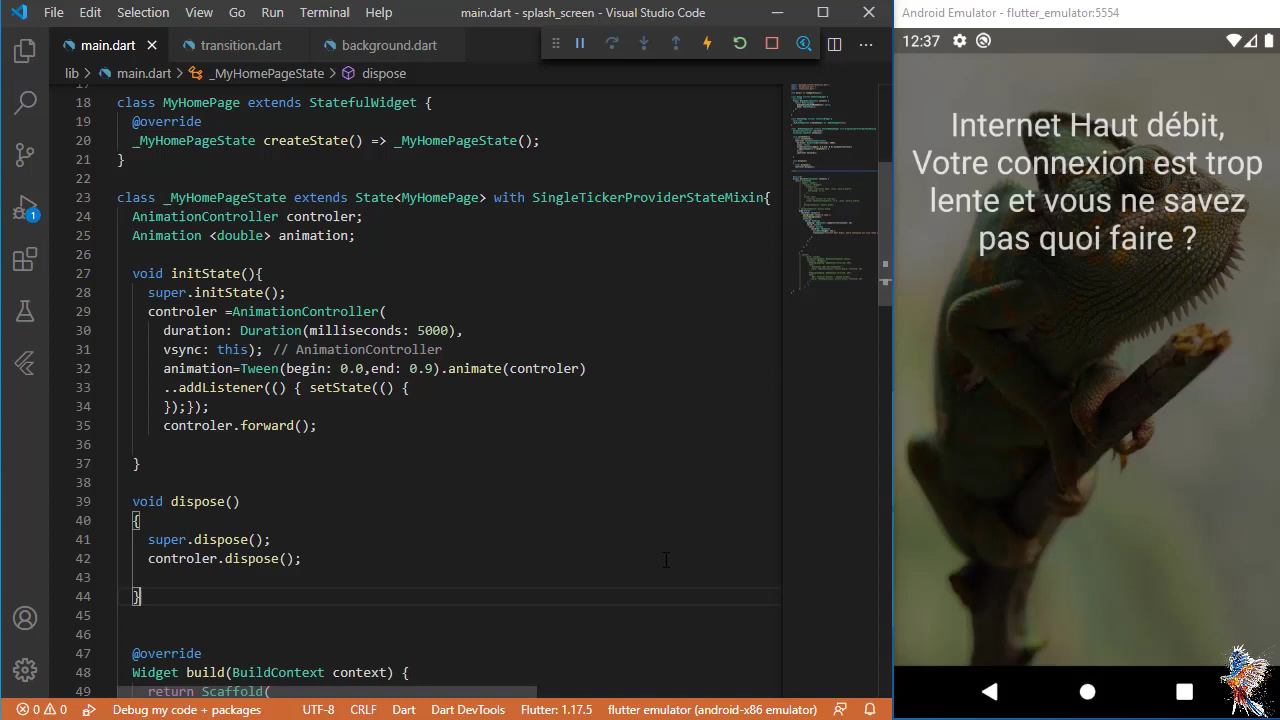 File Edit Selection View Go Run Terminal Help main.dart - splash_screen - Visual Studio Code
main.dart transition.dart background.dart
lib > main.dart > _MyHomePageState > dispose
17
18 class MyHomePage extends StatefulWidget {
19 @override
20 _MyHomePageState createState() => _MyHomePageState();
21 }
22
23 class _MyHomePageState extends State<MyHomePage> with SingleTickerProviderStateMixin{
24 AnimationController controler;
25 Animation <double> animation;
26
27 void initState(){
28 super.initState();
29 controler =AnimationController(
30 duration: Duration(milliseconds: 5000),
31 vsync: this); // AnimationController
32 animation=Tween(begin: 0.0,end: 0.9).animate(controler)
33 ..addListener(() { setState(() {
34 });});
35 controler.forward();
36
37 }
38
39 void dispose()
40 {
41 super.dispose();
42 controler.dispose();
43
44 }
45
46
47 @override
48 Widget build(BuildContext context) {
49 return Scaffold(
1
0 0 Debug my code + packages UTF-8 CRLF Dart Dart DevTools Flutter: 1.17.5 flutter emulator (android-x86 emulator)
Android Emulator - flutter_emulator:5554
12:37
Internet Haut débit,
Votre connexion est trop
lente et vous ne savez
pas quoi faire ?